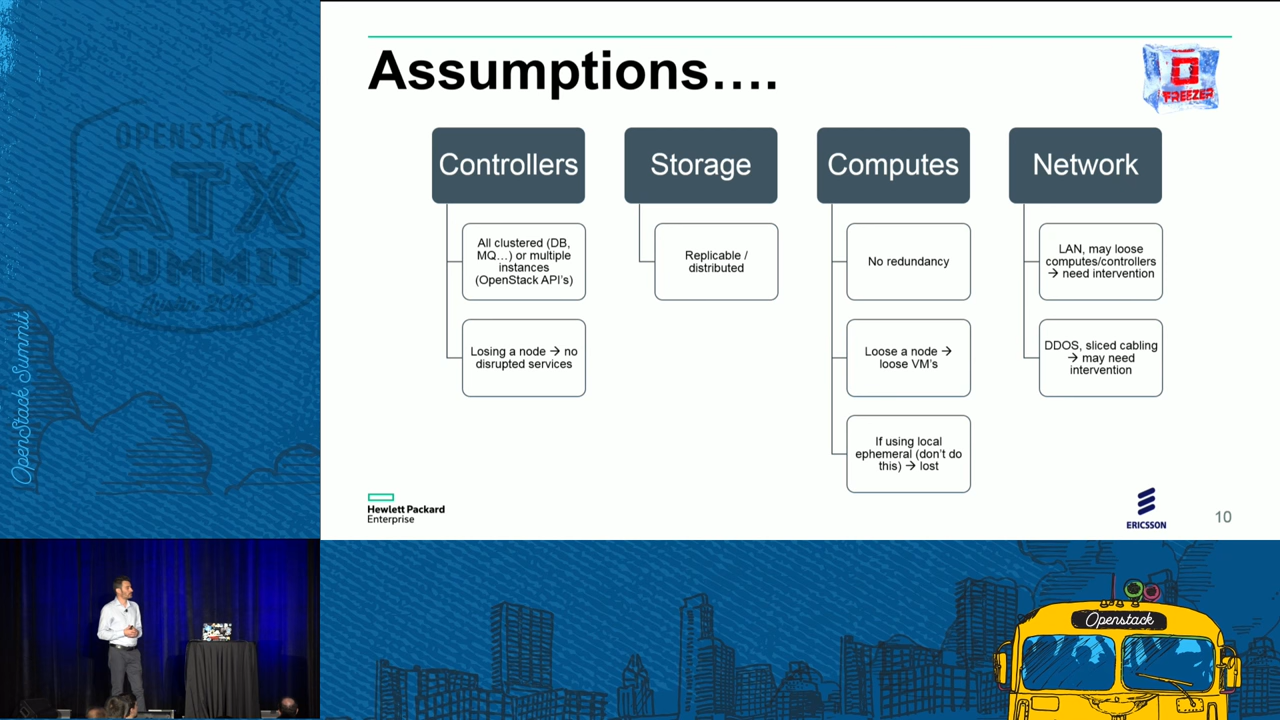 OPENSTACK
ATX
SUMMIT
Austin 2016
OpenStack Summit
Assumptions....
FREEZER
Controllers
All clustered (DB,
MQ…) or multiple
instances
(OpenStack API's)
Losing a node → no
disrupted services
Storage
Replicable /
distributed
Computes
No redundancy
Loose a node →
loose VM's
If using local
ephemeral (don't do
this) → lost
Network
LAN, may loose
computes/controllers
→ need intervention
DDOS, sliced cabling
→ may need
intervention
Hewlett Packard
Enterprise
ERICSSON
10
Openstack